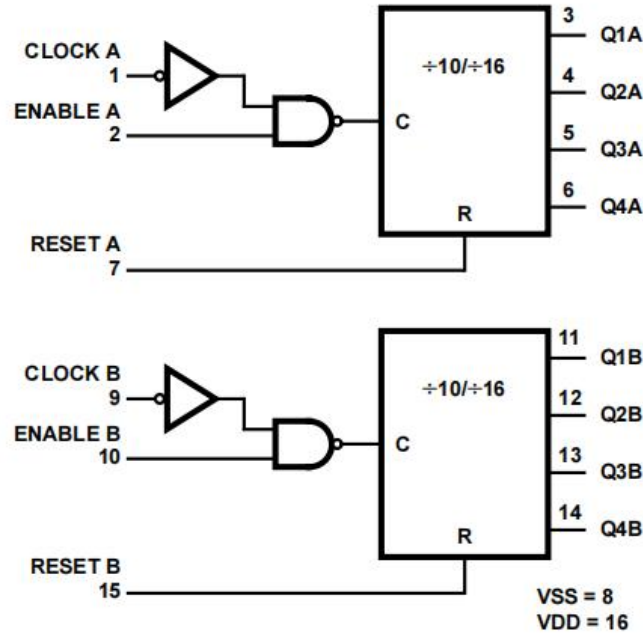 CLOCK A
1
ENABLE A
2
RESET A
7
÷10/÷16
C
R
3
Q1A
4
Q2A
5
Q3A
6
Q4A
CLOCK B
9
ENABLE B
10
RESET B
15
÷10/÷16
C
R
11
Q1B
12
Q2B
13
Q3B
14
Q4B
VSS = 8
VDD = 16